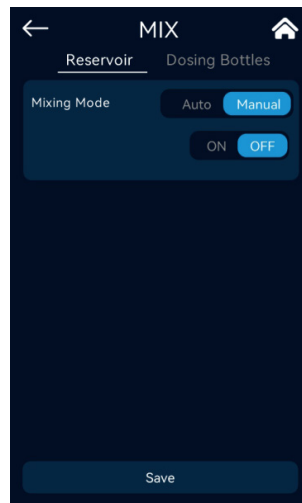 MIX
Reservoir Dosing Bottles
Mixing Mode Auto Manual
ON OFF
Save